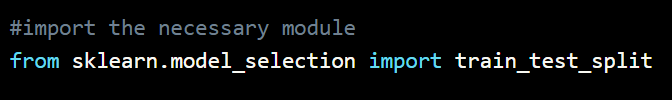 #import the necessary module
from sklearn.model_selection import train_test_split